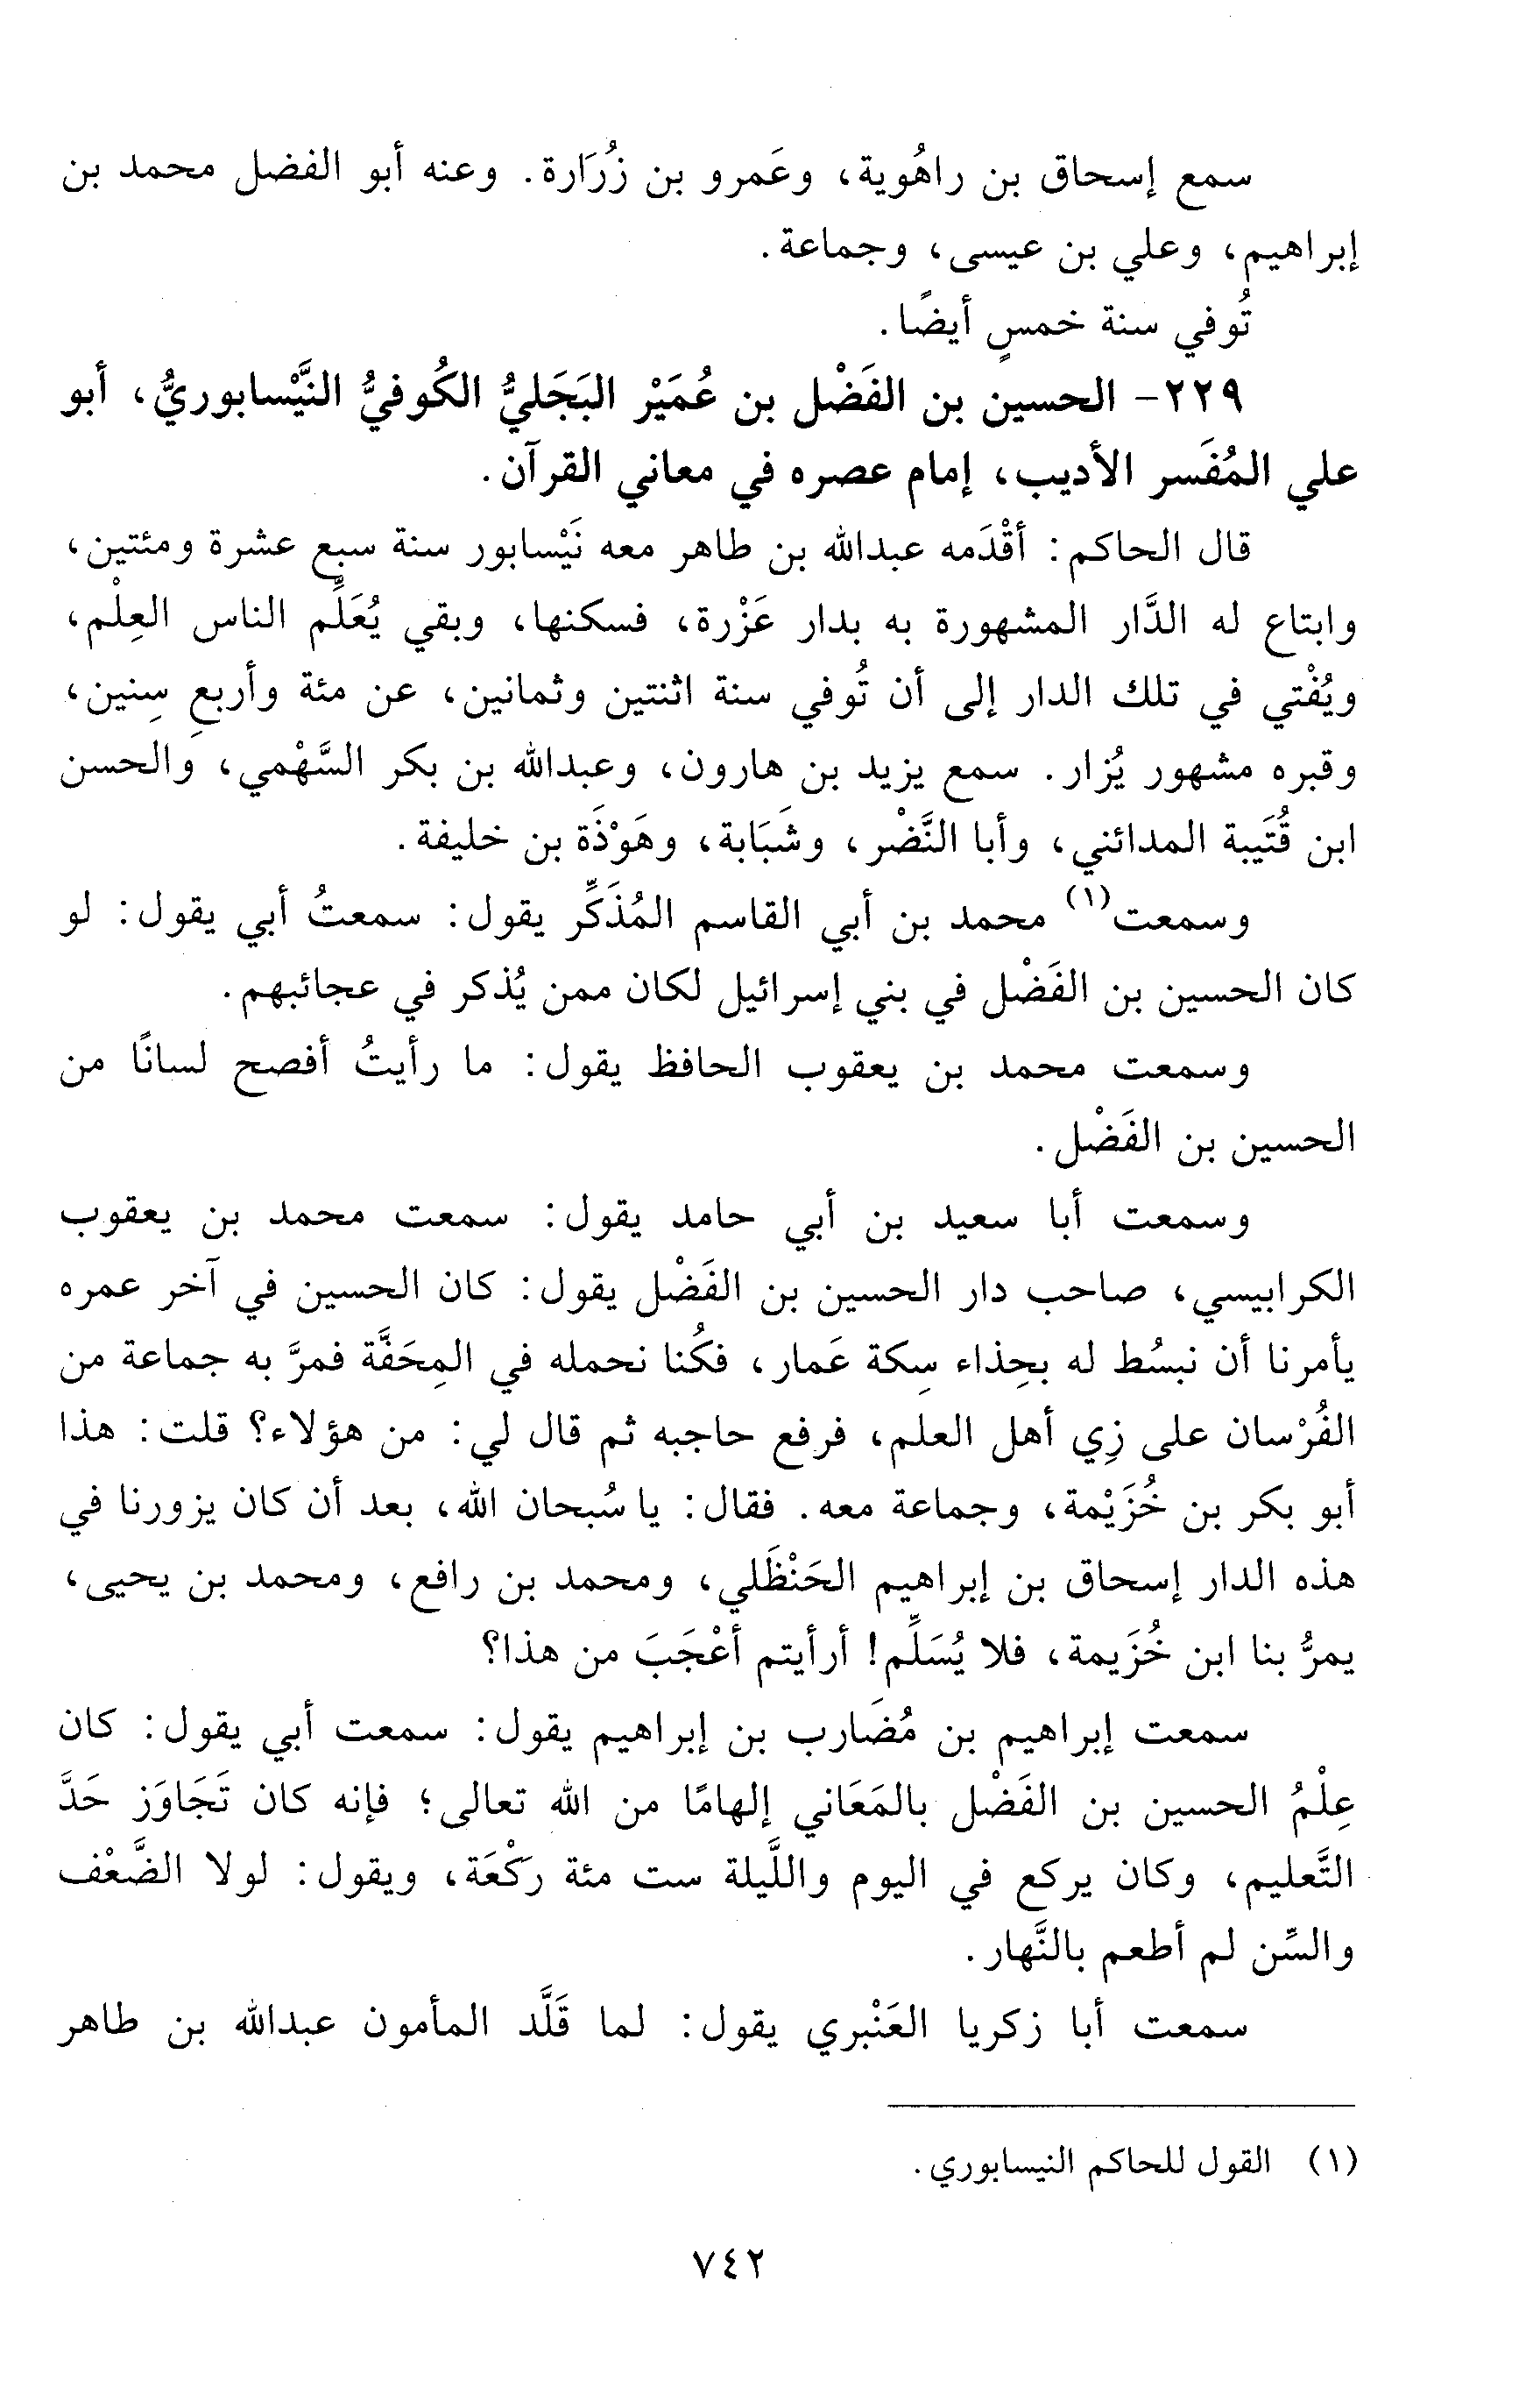 سمع إسحاق بن راهُوية، وعَمرو بن زُرَارة. وعنه أبو الفضل محمد بن
إبراهيم، وعلي بن عيسى، وجماعة.
تُوفي سنة خمسٍ أيضًا.
٢٢٩- الحسين بن الفَضْل بن عُمَيْر البَجَليُّ الكُوفيُّ النَّيْسابوريُّ، أبو
علي المُفَسر الأديب، إمام عصره في معاني القرآن.
قال الحاكم: أقْدَمه عبدالله بن طاهر معه نَيْسابور سنة سبع عشرة ومئتين،
وابتاع له الدَّار المشهورة به بدار عَزْرة، فسكنها، وبقي يُعَلِّم الناس العِلْم،
ويُفْتي في تلك الدار إلى أن تُوفي سنة اثنتين وثمانين، عن مئة وأربعِ سِنين،
وقبره مشهور يُزار. سمع يزيد بن هارون، وعبدالله بن بكر السَّهْمي، والحسن
ابن قُتَيبة المدائني، وأبا النَّضْر، وشَبَابة، وهَوْذَة بن خليفة.
وسمعت(١) محمد بن أبي القاسم المُذَكِّر يقول: سمعتُ أبي يقول: لو
كان الحسين بن الفَضْل في بني إسرائيل لكان ممن يُذكر في عجائبهم.
وسمعت محمد بن يعقوب الحافظ يقول: ما رأيتُ أفصح لسانًا من
الحسين بن الفَضْل.
وسمعت أبا سعيد بن أبي حامد يقول: سمعت محمد بن يعقوب
الكرابيسي، صاحب دار الحسين بن الفَضْل يقول: كان الحسين في آخر عمره
يأمرنا أن نبسُط له بحِذاء سِكة عَمار، فكُنا نحمله في المِحَفَّة فمرَّ به جماعة من
الفُرْسان على زِي أهل العلم، فرفع حاجبه ثم قال لي: من هؤلاء؟ قلت: هذا
أبو بكر بن خُزَيْمة، وجماعة معه. فقال: يا سُبحان الله، بعد أن كان يزورنا في
هذه الدار إسحاق بن إبراهيم الحَنْظَلي، ومحمد بن رافع، ومحمد بن يحيى،
يمرُّ بنا ابن خُزَيمة، فلا يُسَلِّم! أرأيتم أعْجَبَ من هذا؟
سمعت إبراهيم بن مُضَارب بن إبراهيم يقول: سمعت أبي يقول: كان
عِلْمُ الحسين بن الفَضْل بالمَعَاني إلهامًا من الله تعالى؛ فإنه كان تَجَاوَز حَدَّ
التَّعليم، وكان يركع في اليوم واللَّيلة ست مئة ركْعَة، ويقول: لولا الضَّعْف
والسِّن لم أطعم بالنَّهار.
سمعت أبا زكريا العَنْبري يقول: لما قَلَّد المأمون عبدالله بن طاهر
(١) القول للحاكم النيسابوري.
٧٤٢